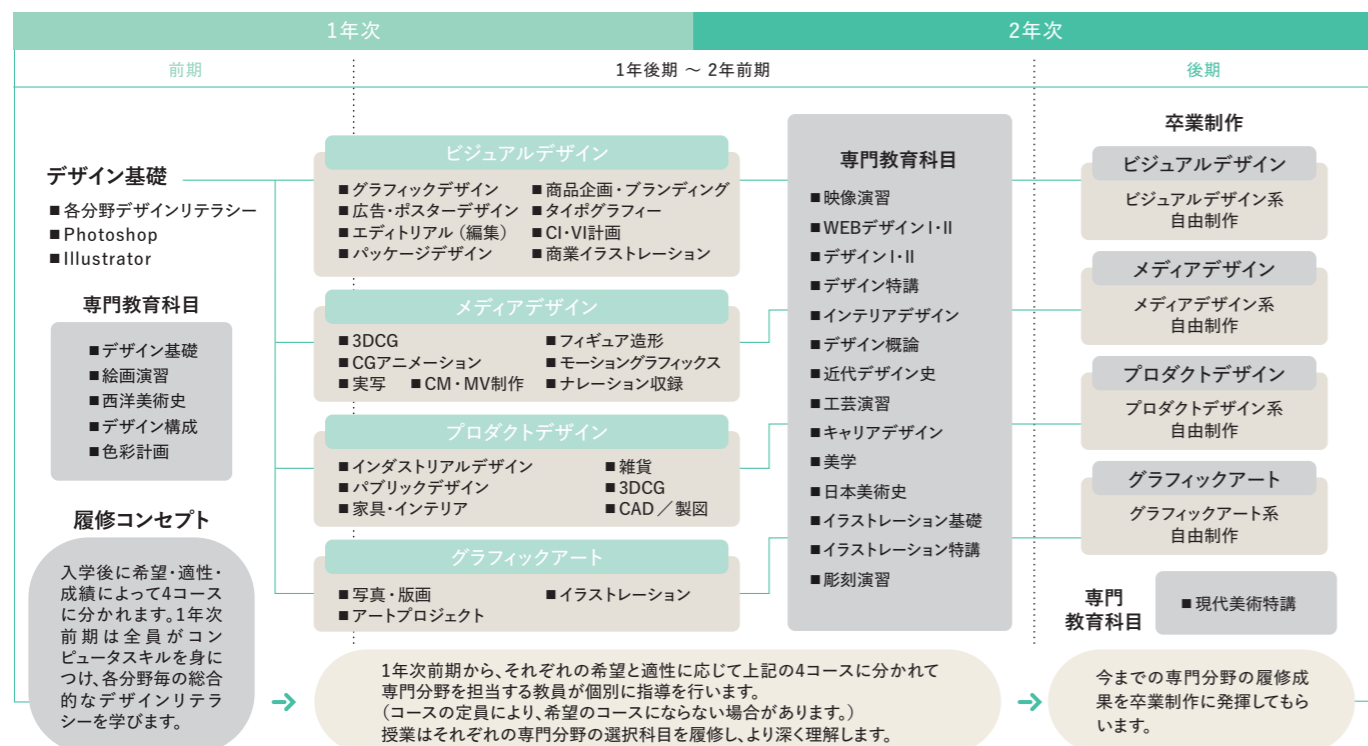 1年次
2年次
前期
1年後期 ～ 2年前期
後期
デザイン基礎
■各分野デザインリテラシー
■Photoshop
■Illustrator
専門教育科目
■デザイン基礎
■絵画演習
■西洋美術史
■デザイン構成
■色彩計画
履修コンセプト
入学後に希望・適性・
成績によって4コース
に分かれます。1年次
前期は全員がコン
ピュータスキルを身に
つけ、各分野毎の総合
的なデザインリテラ
シーを学びます。
ビジュアルデザイン
■グラフィックデザイン
■広告・ポスターデザイン
■エディトリアル（編集）
■パッケージデザイン
■商品企画・ブランディング
■タイポグラフィー
■CI・VI計画
■商業イラストレーション
メディアデザイン
■3DCG
■CGアニメーション
■実写 ■CM・MV制作
■フィギュア造形
■モーショングラフィックス
■ナレーション収録
プロダクトデザイン
■インダストリアルデザイン
■パブリックデザイン
■家具・インテリア
■雑貨
■3DCG
■CAD／製図
グラフィックアート
■写真・版画
■アートプロジェクト
■イラストレーション
専門教育科目
■映像演習
■WEBデザインⅠ・Ⅱ
■デザインⅠ・Ⅱ
■デザイン特講
■インテリアデザイン
■デザイン概論
■近代デザイン史
■工芸演習
■キャリアデザイン
■美学
■日本美術史
■イラストレーション基礎
■イラストレーション特講
■彫刻演習
1年次前期から、それぞれの希望と適性に応じて上記の4コースに分かれて
専門分野を担当する教員が個別に指導を行います。
（コースの定員により、希望のコースにならない場合があります。）
授業はそれぞれの専門分野の選択科目を履修し、より深く理解します。
卒業制作
ビジュアルデザイン
ビジュアルデザイン系
自由制作
メディアデザイン
メディアデザイン系
自由制作
プロダクトデザイン
プロダクトデザイン系
自由制作
グラフィックアート
グラフィックアート系
自由制作
専門
教育科目
■現代美術特講
今までの専門分野の履修成
果を卒業制作に発揮してもら
います。